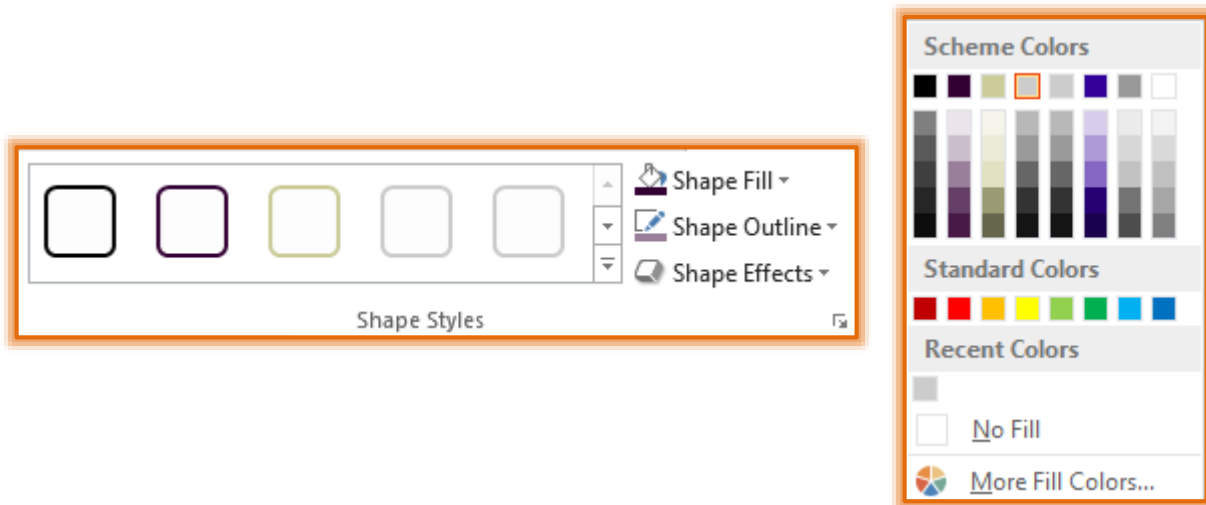 Shape Fill
Shape Outline
Shape Effects
Shape Styles
Scheme Colors
Standard Colors
Recent Colors
No Fill
More Fill Colors...